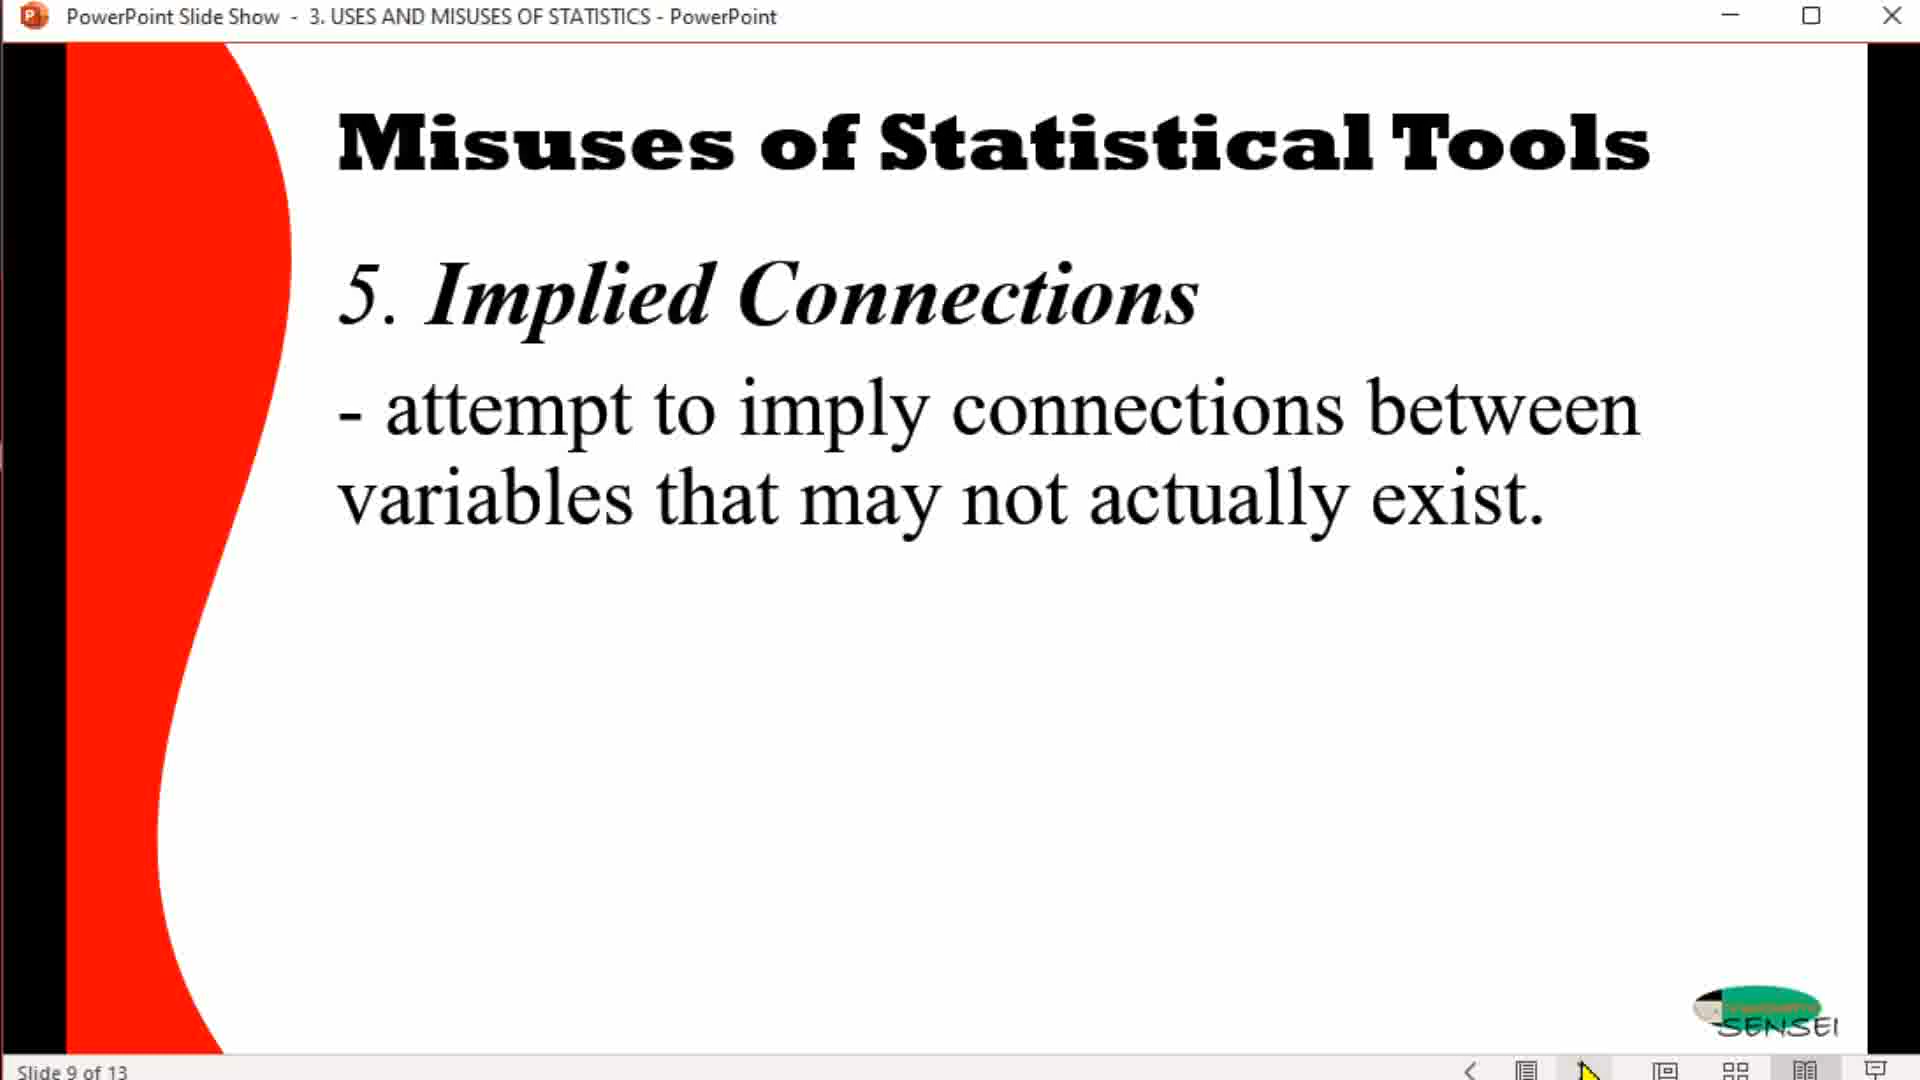 PowerPoint Slide Show - 3. USES AND MISUSES OF STATISTICS - PowerPoint
Misuses of Statistical Tools
5. Implied Connections
- attempt to imply connections between
variables that may not actually exist.
SENSEI
Slide 9 of 13